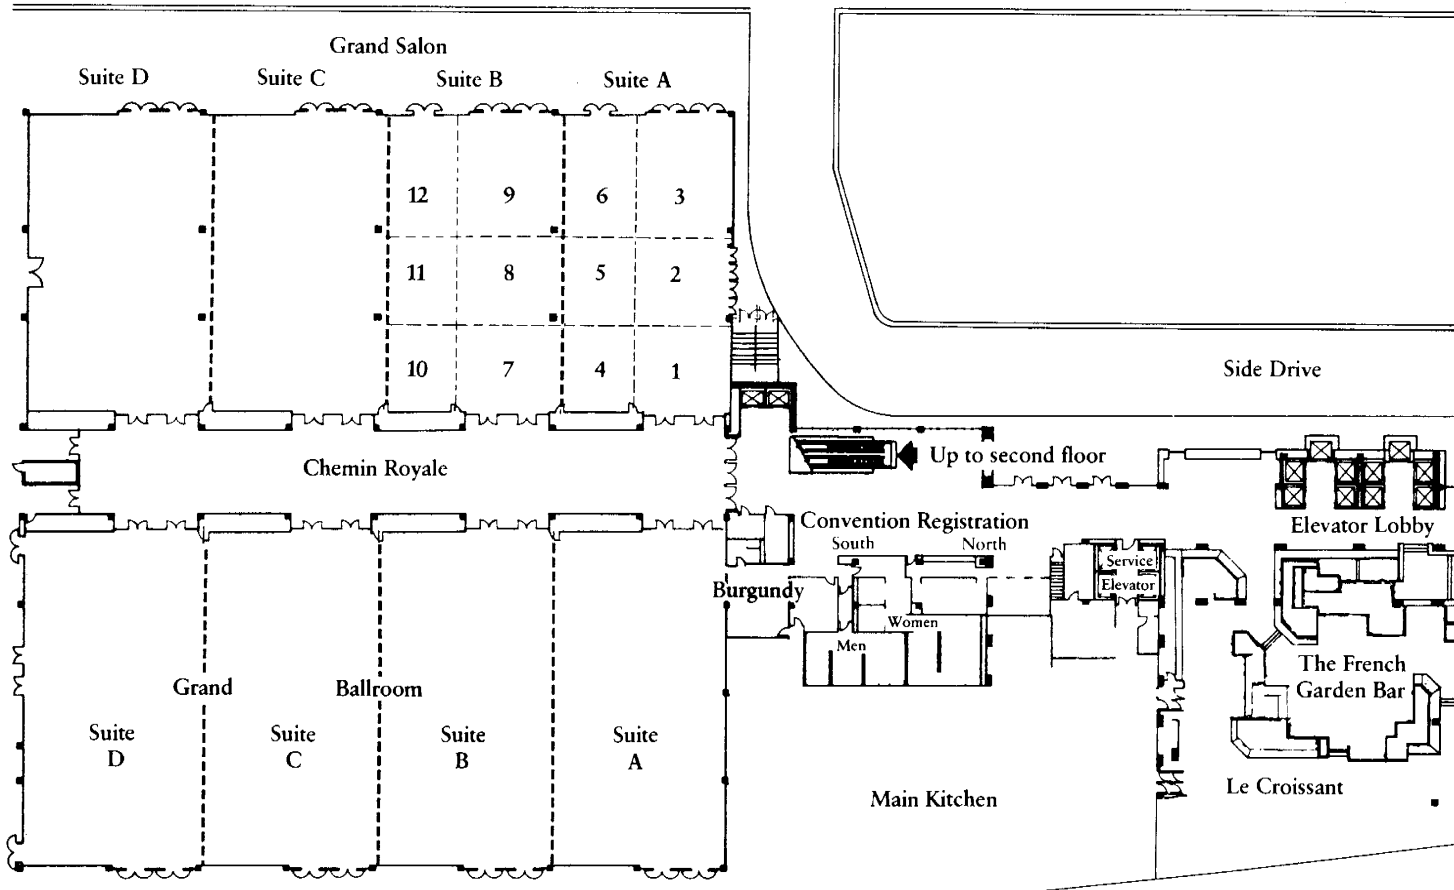 Grand Salon
Suite D
Suite C
Suite B
Suite A
12
9
6
3
11
8
5
2
10
7
4
1
Side Drive
Chemin Royale
Up to second floor
Convention Registration
South
North
Elevator Lobby
Service
Elevator
Burgundy
Women
Men
The French
Garden Bar
Grand
Ballroom
Suite
D
Suite
C
Suite
B
Suite
A
Main Kitchen
Le Croissant